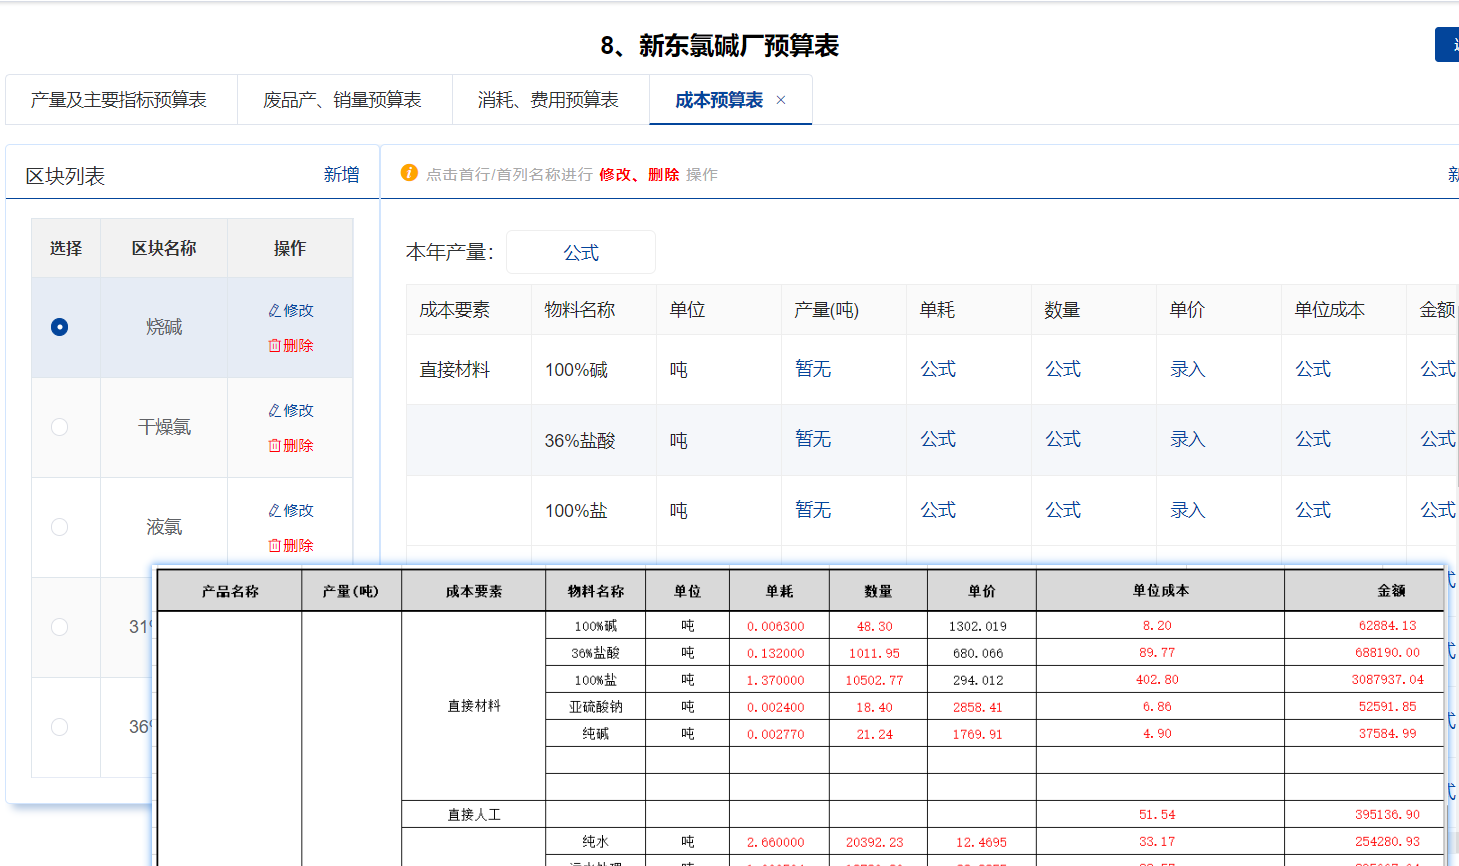 8、新东氯碱厂预算表
产量及主要指标预算表 废品产、销量预算表 消耗、费用预算表 成本预算表 ×
区块列表 新增
点击首行/首列名称进行 修改、删除 操作
选择 区块名称 操作
烧碱 修改 删除
干燥氯 修改 删除
液氯 修改 删除
31
36
本年产量： 公式
成本要素 物料名称 单位 产量(吨) 单耗 数量 单价 单位成本 金额
直接材料 100%碱 吨 暂无 公式 公式 录入 公式 公式
36%盐酸 吨 暂无 公式 公式 录入 公式 公式
100%盐 吨 暂无 公式 公式 录入 公式 公式
产品名称 产量(吨) 成本要素 物料名称 单位 单耗 数量 单价 单位成本 金额
100%碱 吨 0.006300 48.30 1302.019 8.20 62884.13
36%盐酸 吨 0.132000 1011.95 680.066 89.77 688190.00
100%盐 吨 1.370000 10502.77 294.012 402.80 3087937.04
直接材料 亚硫酸钠 吨 0.002400 18.40 2858.41 6.86 52591.85
纯碱 吨 0.002770 21.24 1769.91 4.90 37584.99
直接人工 51.54 395136.90
纯水 吨 2.660000 20392.23 12.4695 33.17 254280.93